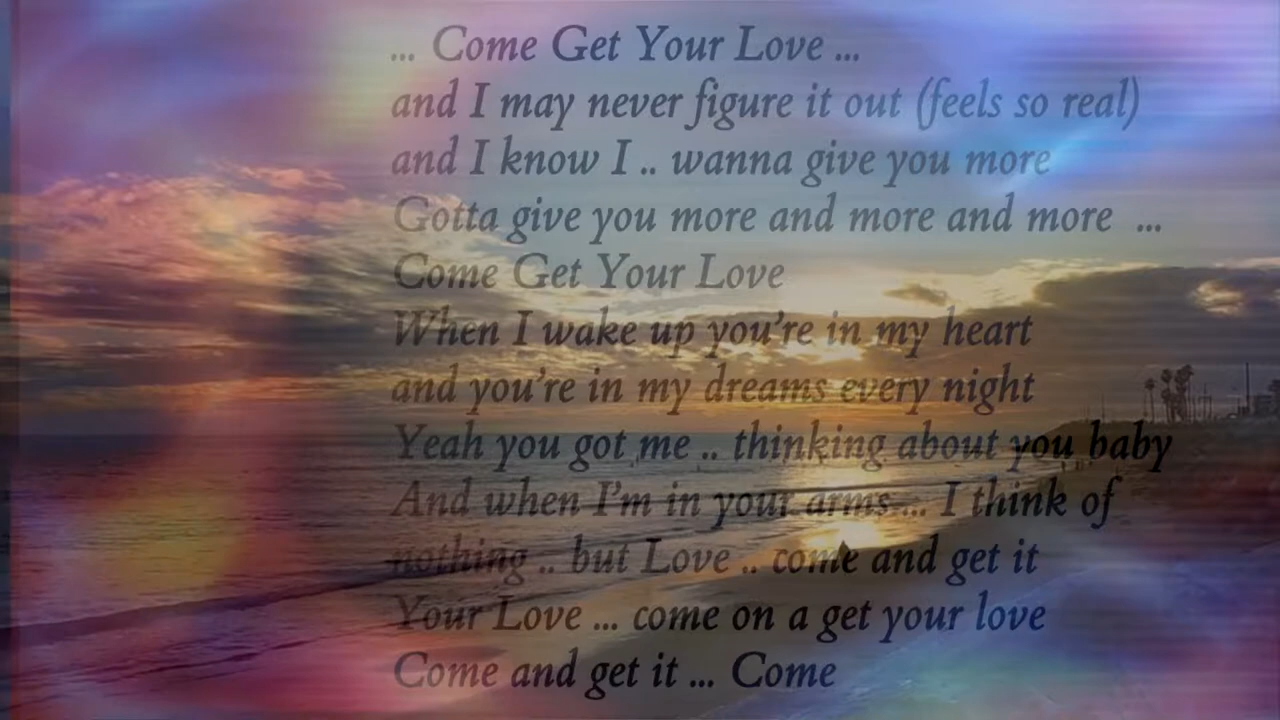 ... Come Get Your Love ...
and I may never figure it out (feels so real)
and I know I .. wanna give you more
Gotta give you more and more and more ...
Come Get Your Love
When I wake up you're in my heart
and you're in my dreams every night
Yeah you got me .. thinking about you baby
And when I'm in your arms ... I think of
nothing .. but Love .. come and get it
Your Love ... come on a get your love
Come and get it ... Come